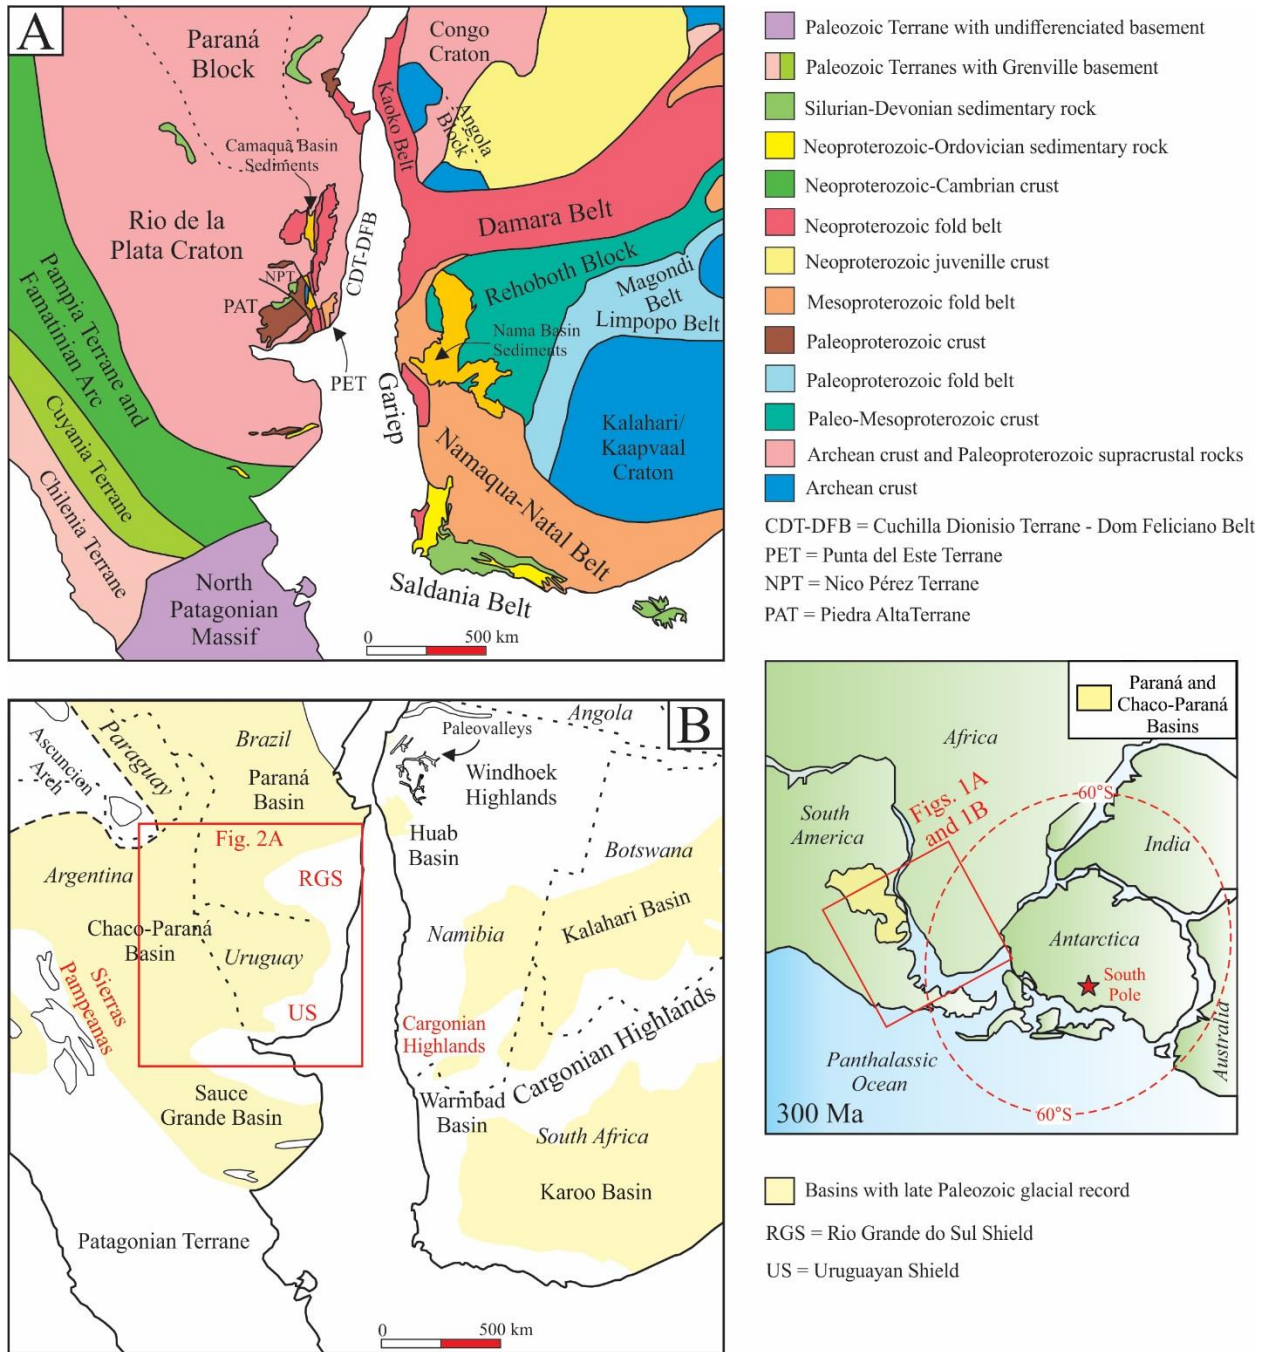 A
Paraná
Block
Congo
Craton
Kaoko Belt
Angola
Block
Camaquã Basin
Sediments
Rio de la
Plata Craton
Damara Belt
CDT-DFB
NPT
PAT
PET
Rehoboth Block
Magondi
Belt
Limpopo Belt
Nama Basin
Sediments
Pampia Terrane and
Famatinian Arc
Cuyania Terrane
Chilenia Terrane
Gariep
Kalahari/
Kaapvaal
Craton
Namaqua-Natal Belt
North
Patagonian
Massif
Saldania Belt
0 500 km
Paleozoic Terrane with undifferenciated basement
Paleozoic Terranes with Grenville basement
Silurian-Devonian sedimentary rock
Neoproterozoic-Ordovician sedimentary rock
Neoproterozoic-Cambrian crust
Neoproterozoic fold belt
Neoproterozoic juvenille crust
Mesoproterozoic fold belt
Paleoproterozoic crust
Paleoproterozoic fold belt
Paleo-Mesoproterozoic crust
Archean crust and Paleoproterozoic supracrustal rocks
Archean crust
CDT-DFB = Cuchilla Dionisio Terrane - Dom Feliciano Belt
PET = Punta del Este Terrane
NPT = Nico Pérez Terrane
PAT = Piedra AltaTerrane
B
Ascuncion
Arch
Paraguay
Brazil
Paraná
Basin
Angola
Paleovalleys
Windhoek
Highlands
Fig. 2A
Huab
Basin
Botswana
Argentina
RGS
Chaco-Paraná
Basin
Uruguay
Namibia
Kalahari Basin
Sierras
Pampeanas
US
Cargonian
Highlands
Cargonian Highlands
Sauce
Grande Basin
Warmbad
Basin
South Africa
Karoo Basin
Patagonian Terrane
0 500 km
Paraná and
Chaco-Paraná
Basins
Africa
South
America
Figs. 1A
and 1B
60°S
India
Antarctica
South
Pole
Australia
Panthalassic
Ocean
60°S
300 Ma
Basins with late Paleozoic glacial record
RGS = Rio Grande do Sul Shield
US = Uruguayan Shield